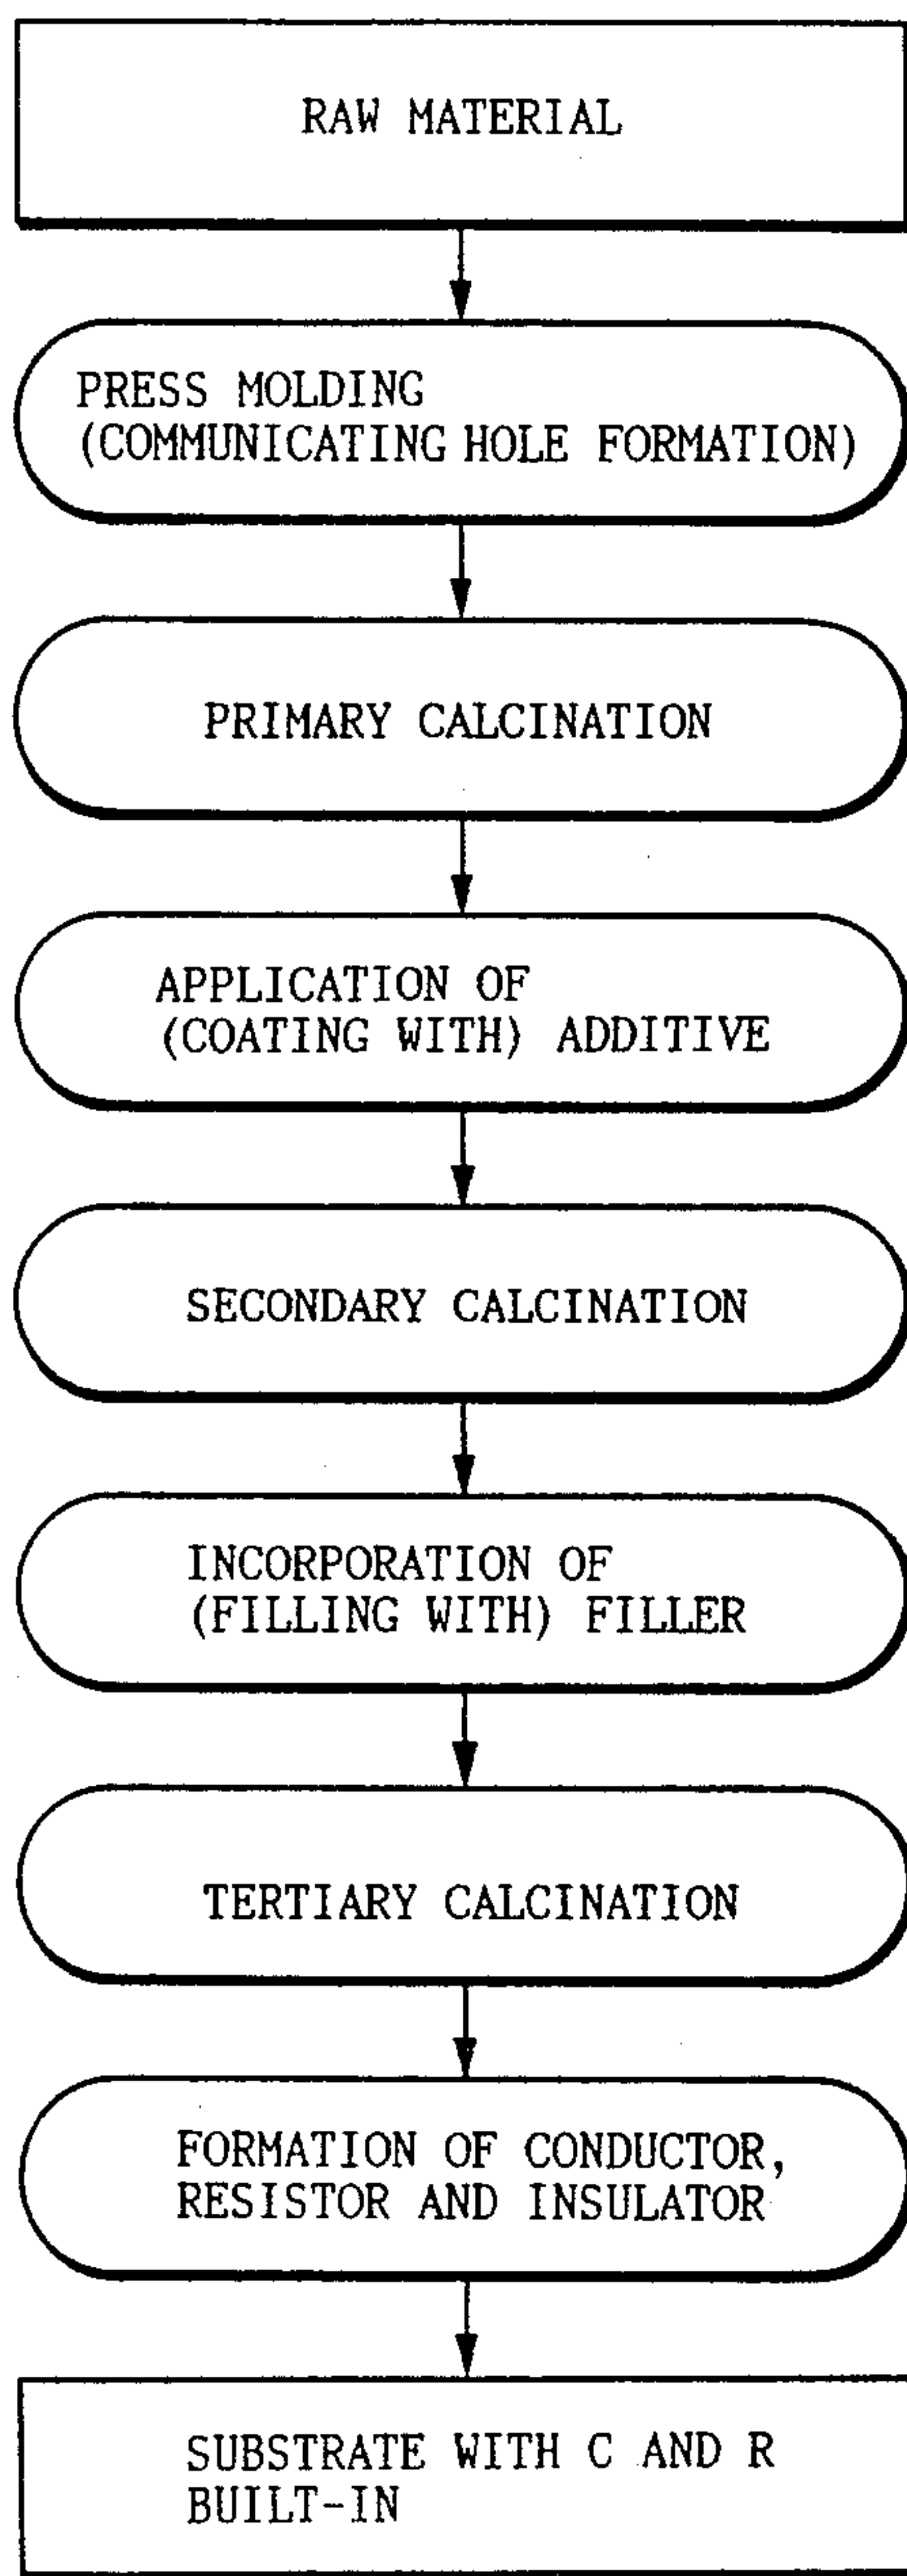 RAW MATERIAL
PRESS MOLDING
(COMMUNICATING HOLE FORMATION)
PRIMARY CALCINATION
APPLICATION OF
(COATING WITH) ADDITIVE
SECONDARY CALCINATION
INCORPORATION OF
(FILLING WITH) FILLER
TERTIARY CALCINATION
FORMATION OF CONDUCTOR,
RESISTOR AND INSULATOR
SUBSTRATE WITH C AND R
BUILT-IN